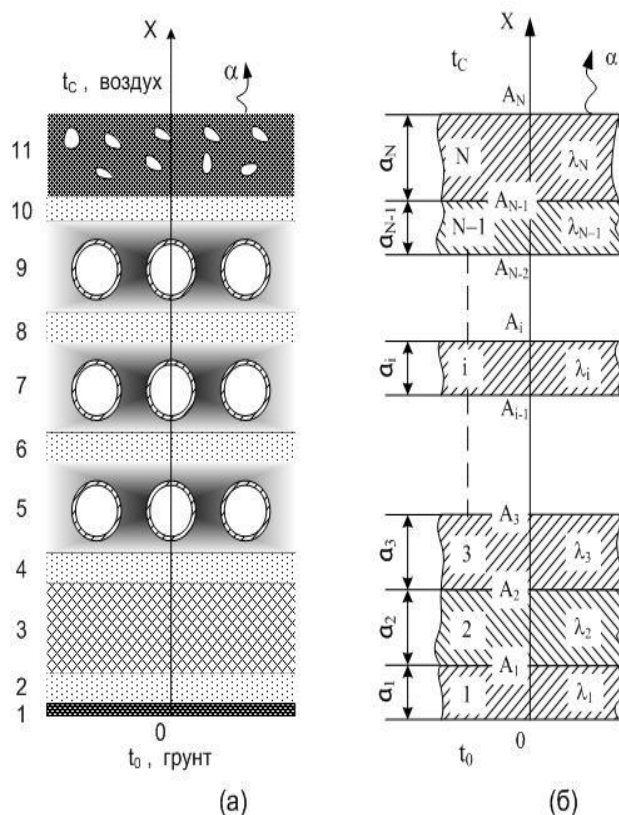 X
t_C , воздух
α
11
10
9
8
7
6
5
4
3
2
1
0
t_0 , грунт
(а)
X
t_C
α
A_N
a_N
N
λ_N
A_{N-1}
a_{N-1}
N–1
λ_{N–1}
A_{N-2}
A_i
a_i
i
λ_i
A_{i-1}
A_3
a_3
3
λ_3
A_2
a_2
2
λ_2
A_1
a_1
1
λ_1
t_0
0
(б)